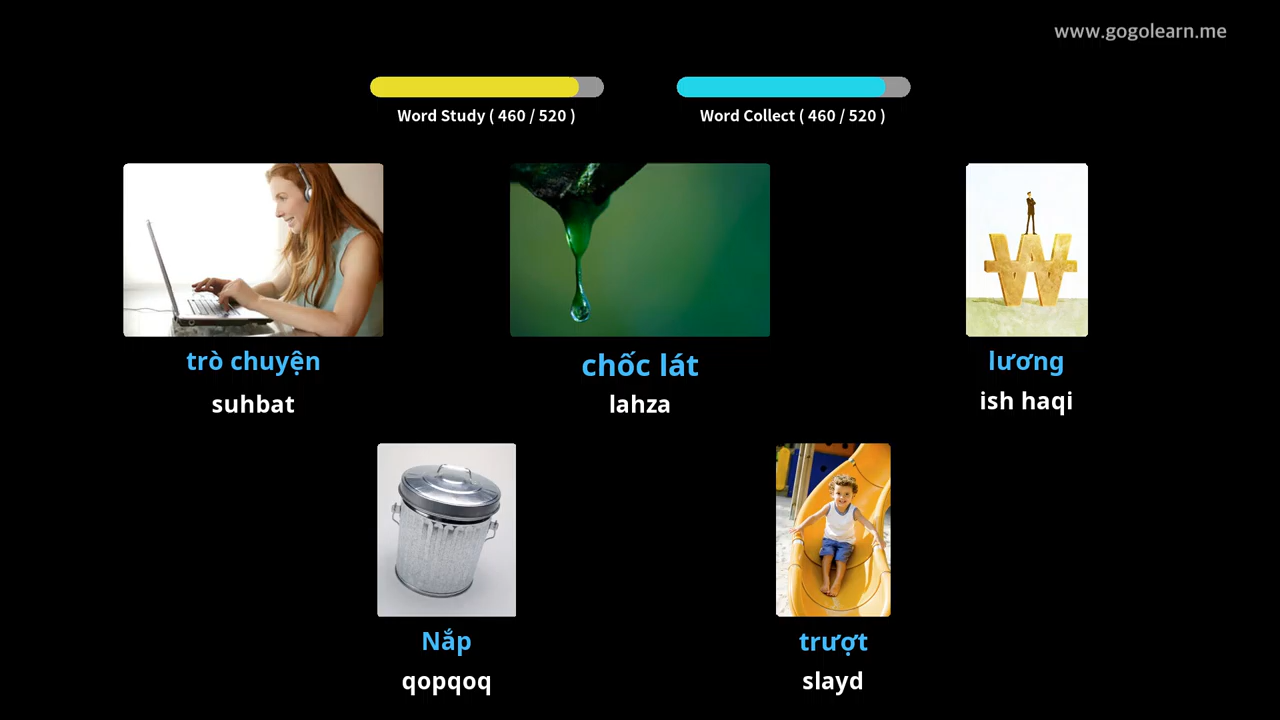 www.gogolearn.me
Word Study ( 460 / 520 )
Word Collect ( 460 / 520 )
trò chuyện
suhbat
chốc lát
lahza
lương
ish haqi
Nắp
qopqoq
trượt
slayd